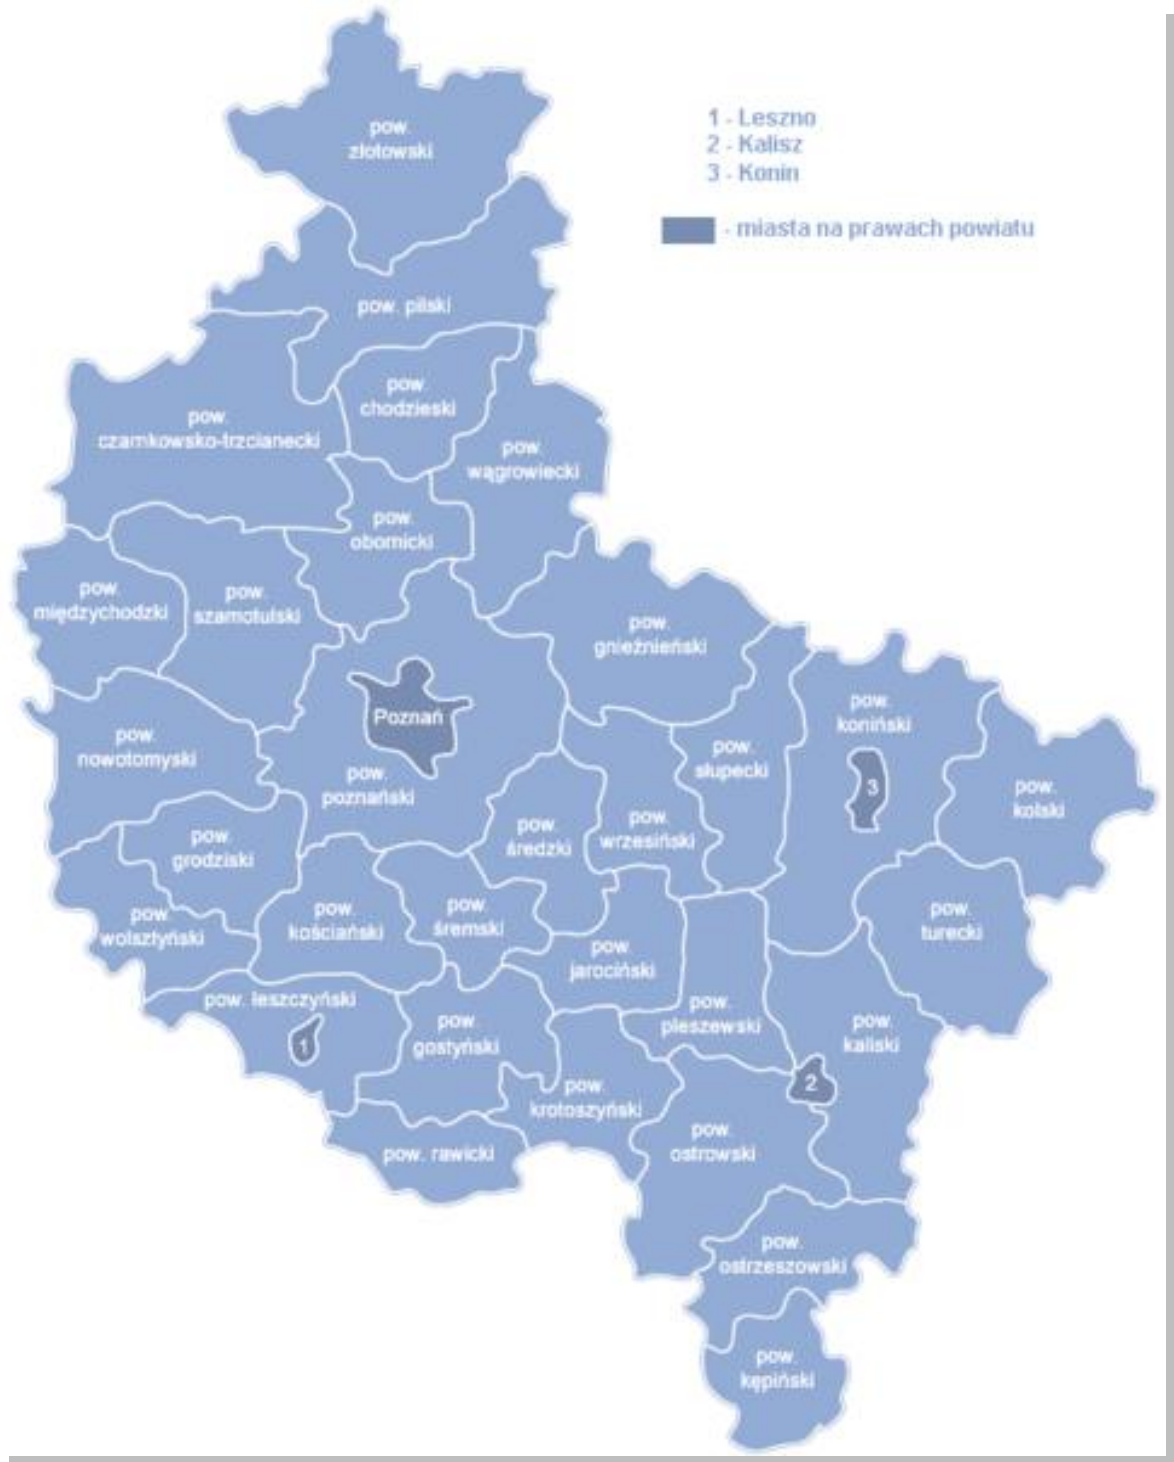 pow.
złotowski
1 - Leszno
2 - Kalisz
3 - Konin
- miasta na prawach powiatu
pow. pilski
pow.
chodzieski
pow.
czarnkowsko-trzcianecki
pow.
wągrowiecki
pow.
obornicki
pow.
międzychodzki
pow.
szamotulski
pow.
gnieźnieński
Poznań
pow.
koniński
pow.
nowotomyski
pow.
słupecki
pow.
poznański
3
pow.
kolski
pow.
grodziski
pow.
średzki
pow.
wrzesiński
pow.
wolsztyński
pow.
kościański
pow.
śremski
pow.
turecki
pow.
jarociński
pow. leszczyński
1
pow.
gostyński
pow.
pleszewski
pow.
kaliski
2
pow.
krotoszyński
pow. rawicki
pow.
ostrowski
pow.
ostrzeszowski
pow.
kępiński